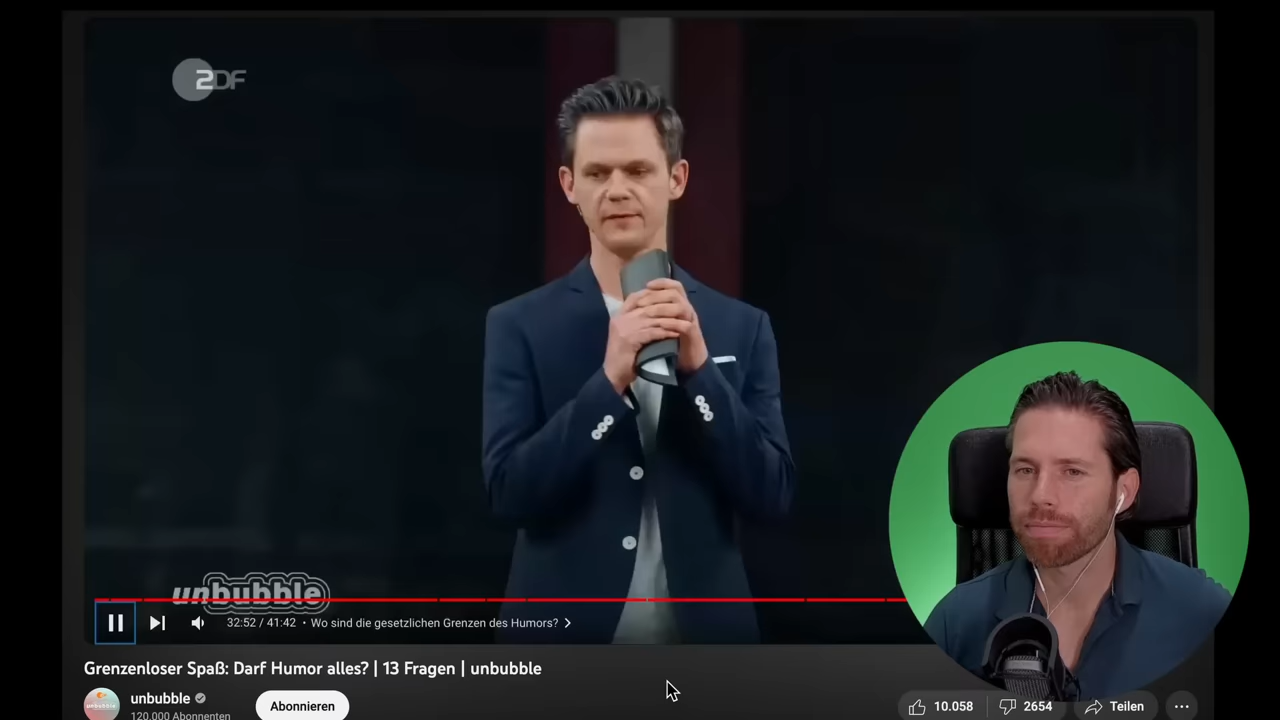 ZDF
unbubble
32:52 / 41:42 • Wo sind die gesetzlichen Grenzen des Humors?
Grenzenloser Spaß: Darf Humor alles? | 13 Fragen | unbubble
unbubble
120.000 Abonnenten
Abonnieren
10.058
2654
Teilen